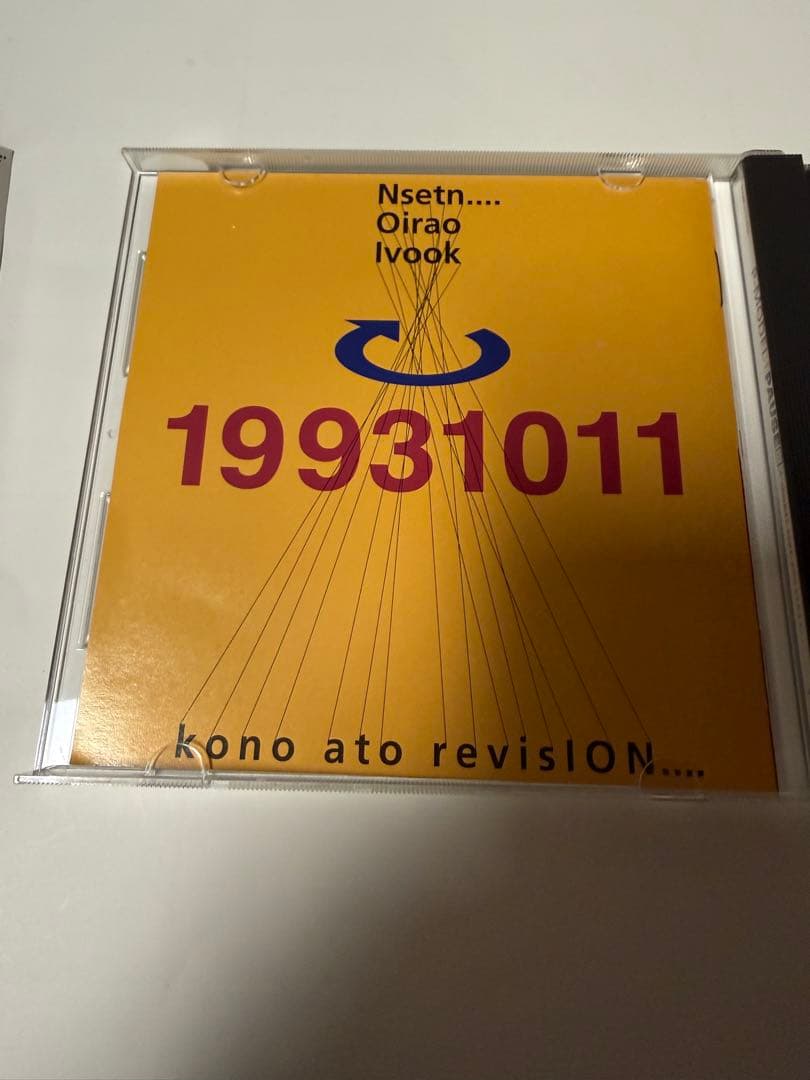 Nsetn....
Oirao
Ivook
19931011
kono ato revisION....